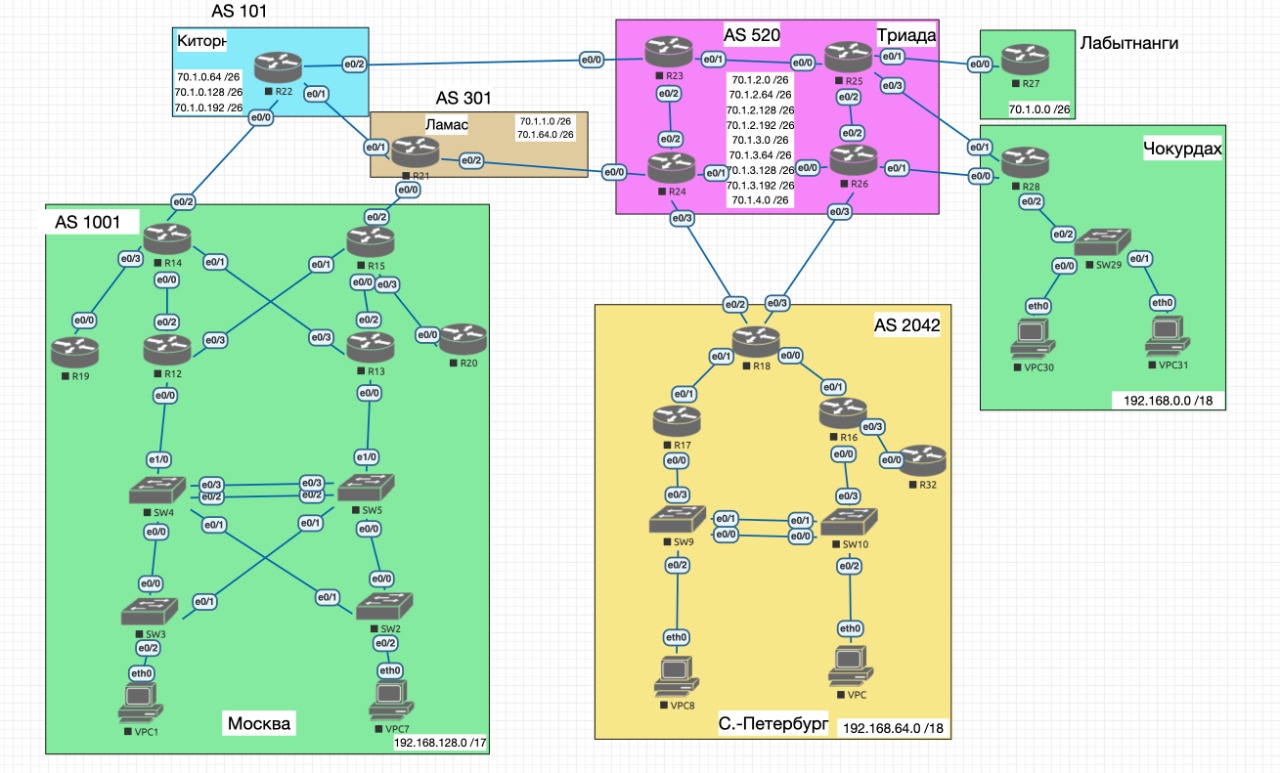 AS 101
Киторн
70.1.0.64 /26
70.1.0.128 /26
70.1.0.192 /26
R22
e0/2
e0/1
e0/0
AS 301
Ламас
70.1.1.0 /26
70.1.64.0 /26
e0/1
R21
e0/2
e0/0
AS 520
Триада
e0/0
R23
e0/1
e0/2
e0/0
R25
e0/1
e0/3
e0/2
70.1.2.0 /26
70.1.2.64 /26
70.1.2.128 /26
70.1.2.192 /26
70.1.3.0 /26
70.1.3.64 /26
70.1.3.128 /26
70.1.3.192 /26
70.1.4.0 /26
e0/2
e0/0
R24
e0/1
e0/3
e0/2
e0/0
R26
e0/1
e0/3
Лабытнанги
e0/0
R27
70.1.0.0 /26
Чокурдах
e0/1
e0/0
R28
e0/2
e0/2
SW29
e0/0
e0/1
eth0
eth0
VPC30
VPC31
192.168.0.0 /18
AS 1001
e0/2
e0/2
R14
R15
e0/3
e0/1
e0/0
e0/1
e0/0
e0/3
e0/0
e0/2
e0/3
e0/3
e0/2
e0/0
R19
R12
R13
R20
e0/0
e0/0
e1/0
e1/0
e0/3
e0/3
e0/2
e0/2
SW4
SW5
e0/1
e0/1
e0/0
e0/0
e0/0
e0/0
e0/1
e0/1
SW3
SW2
e0/2
e0/2
eth0
eth0
VPC1
VPC7
Москва
192.168.128.0 /17
AS 2042
e0/2
e0/3
R18
e0/1
e0/0
e0/1
e0/1
R17
R16
e0/3
e0/0
R32
e0/0
e0/0
e0/3
e0/3
e0/1
e0/1
e0/0
e0/0
SW9
SW10
e0/2
e0/2
eth0
eth0
VPC8
VPC
С.-Петербург
192.168.64.0 /18